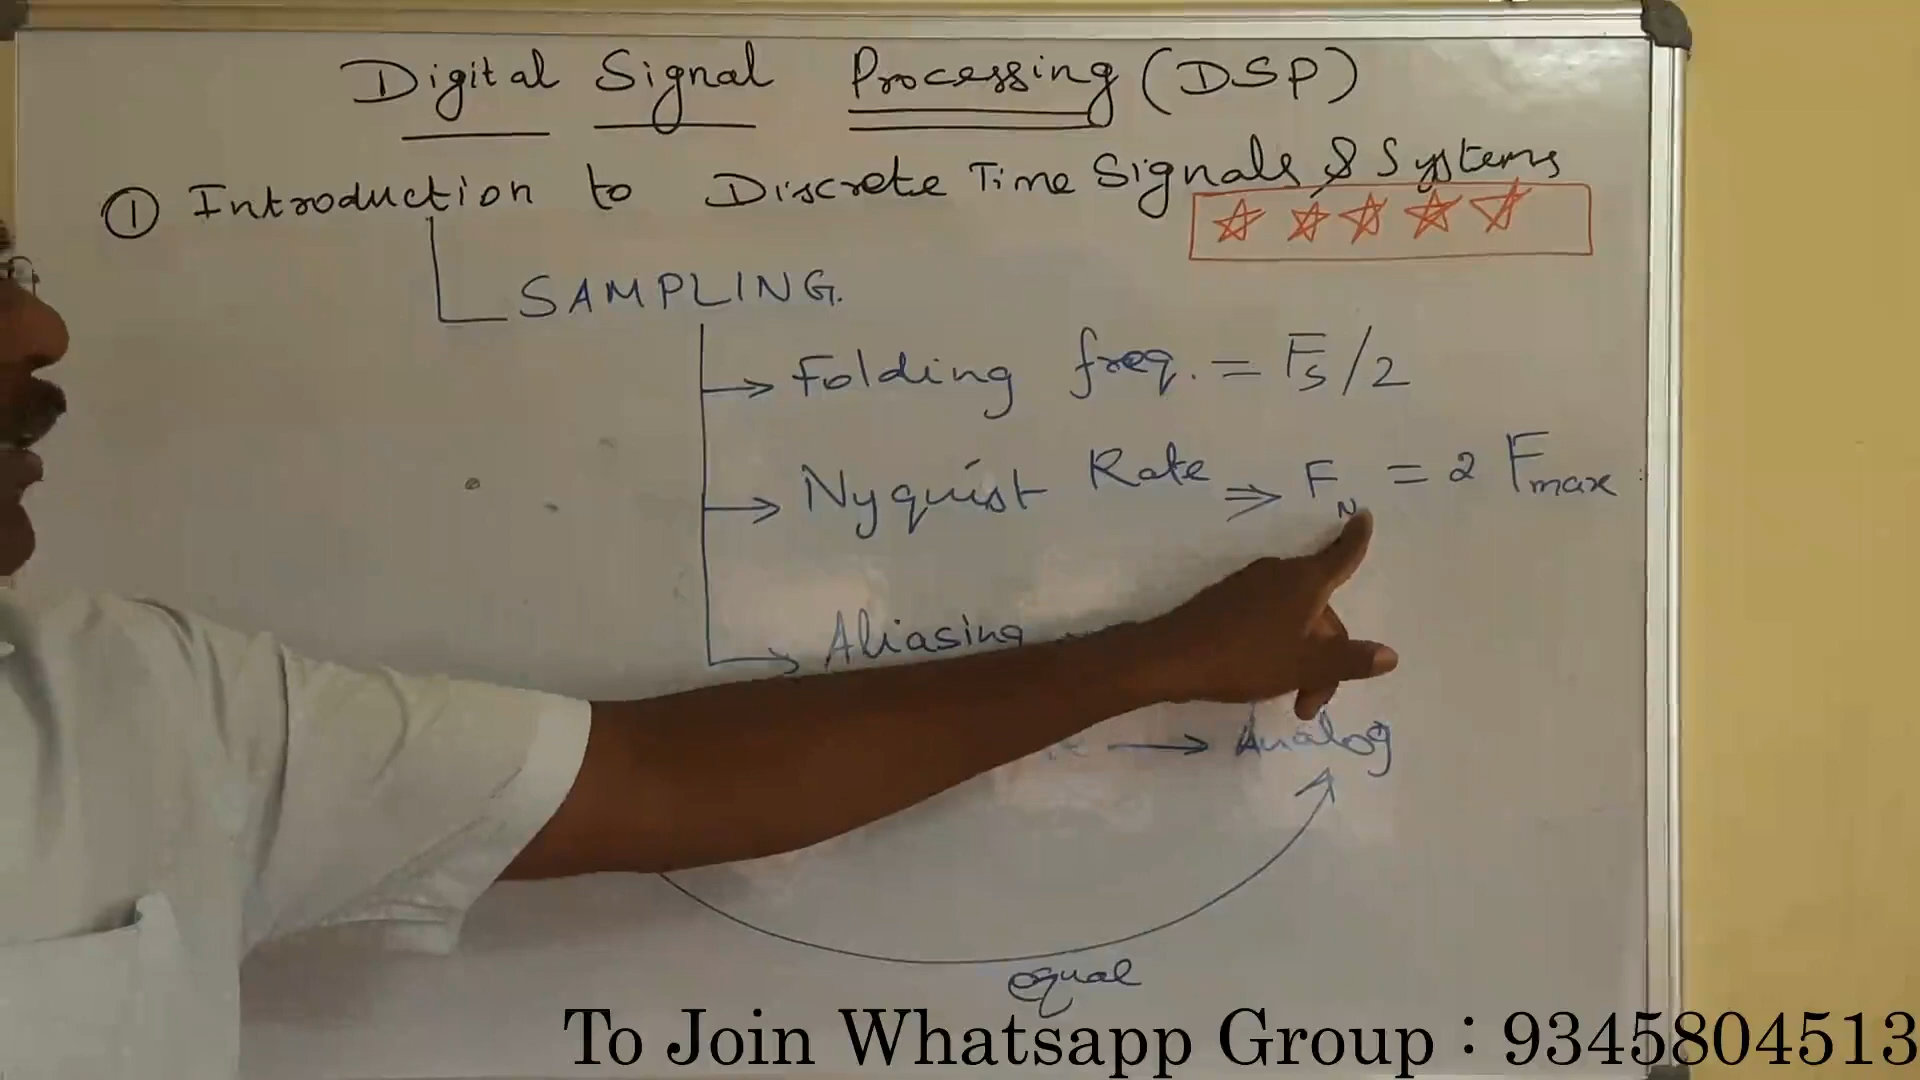 Digital Signal Processing (DSP)
① Introduction to Discrete Time Signals & Systems
SAMPLING.
→ Folding freq. = Fs/2
→ Nyquist Rate ⇒ FN = 2 Fmax
→ Aliasing
→ Analog
equal
To Join Whatsapp Group : 9345804513